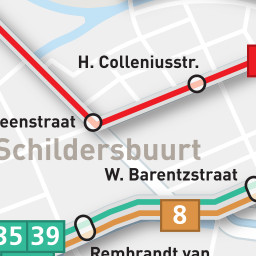 H. Colleniusstr.
eenstraat
Schildersbuurt
W. Barentzstraat
8
35 39
Rembrandt van